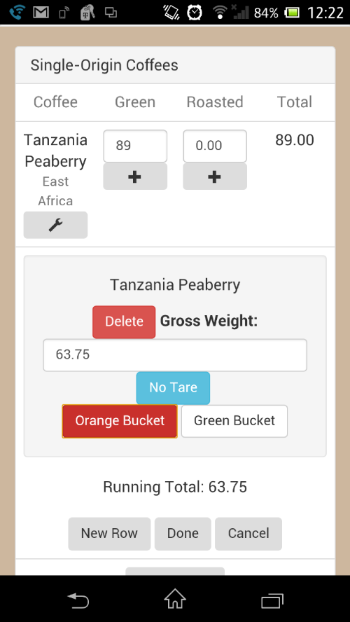 84% 12:22
Single-Origin Coffees
Coffee Green Roasted Total
Tanzania Peaberry 89 0.00 89.00
East
Africa
Tanzania Peaberry
Delete Gross Weight:
63.75
No Tare
Orange Bucket Green Bucket
Running Total: 63.75
New Row Done Cancel